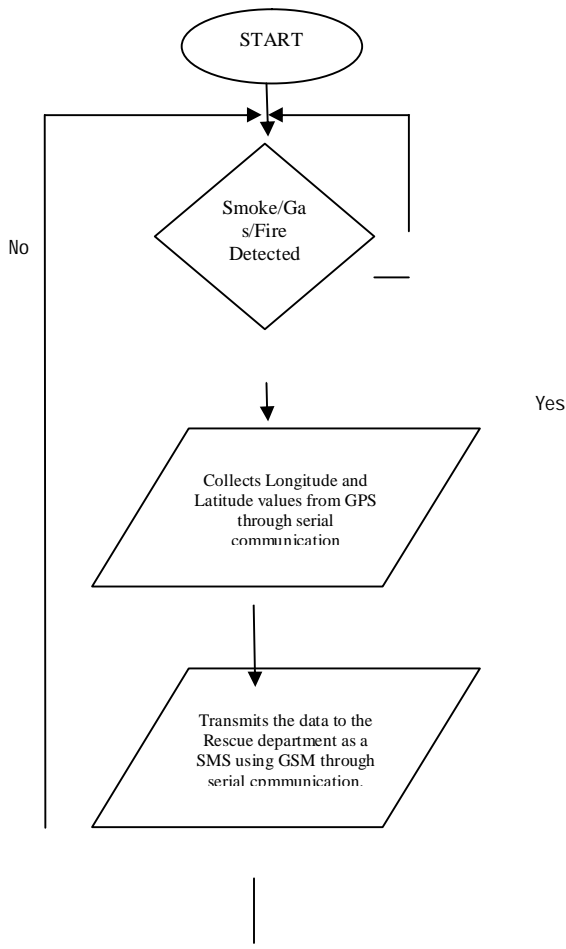 START
Smoke/Ga
s/Fire
Detected
No
Yes
Collects Longitude and
Latitude values from GPS
through serial
communication
Transmits the data to the
Rescue department as a
SMS using GSM through
serial cpmmunication.